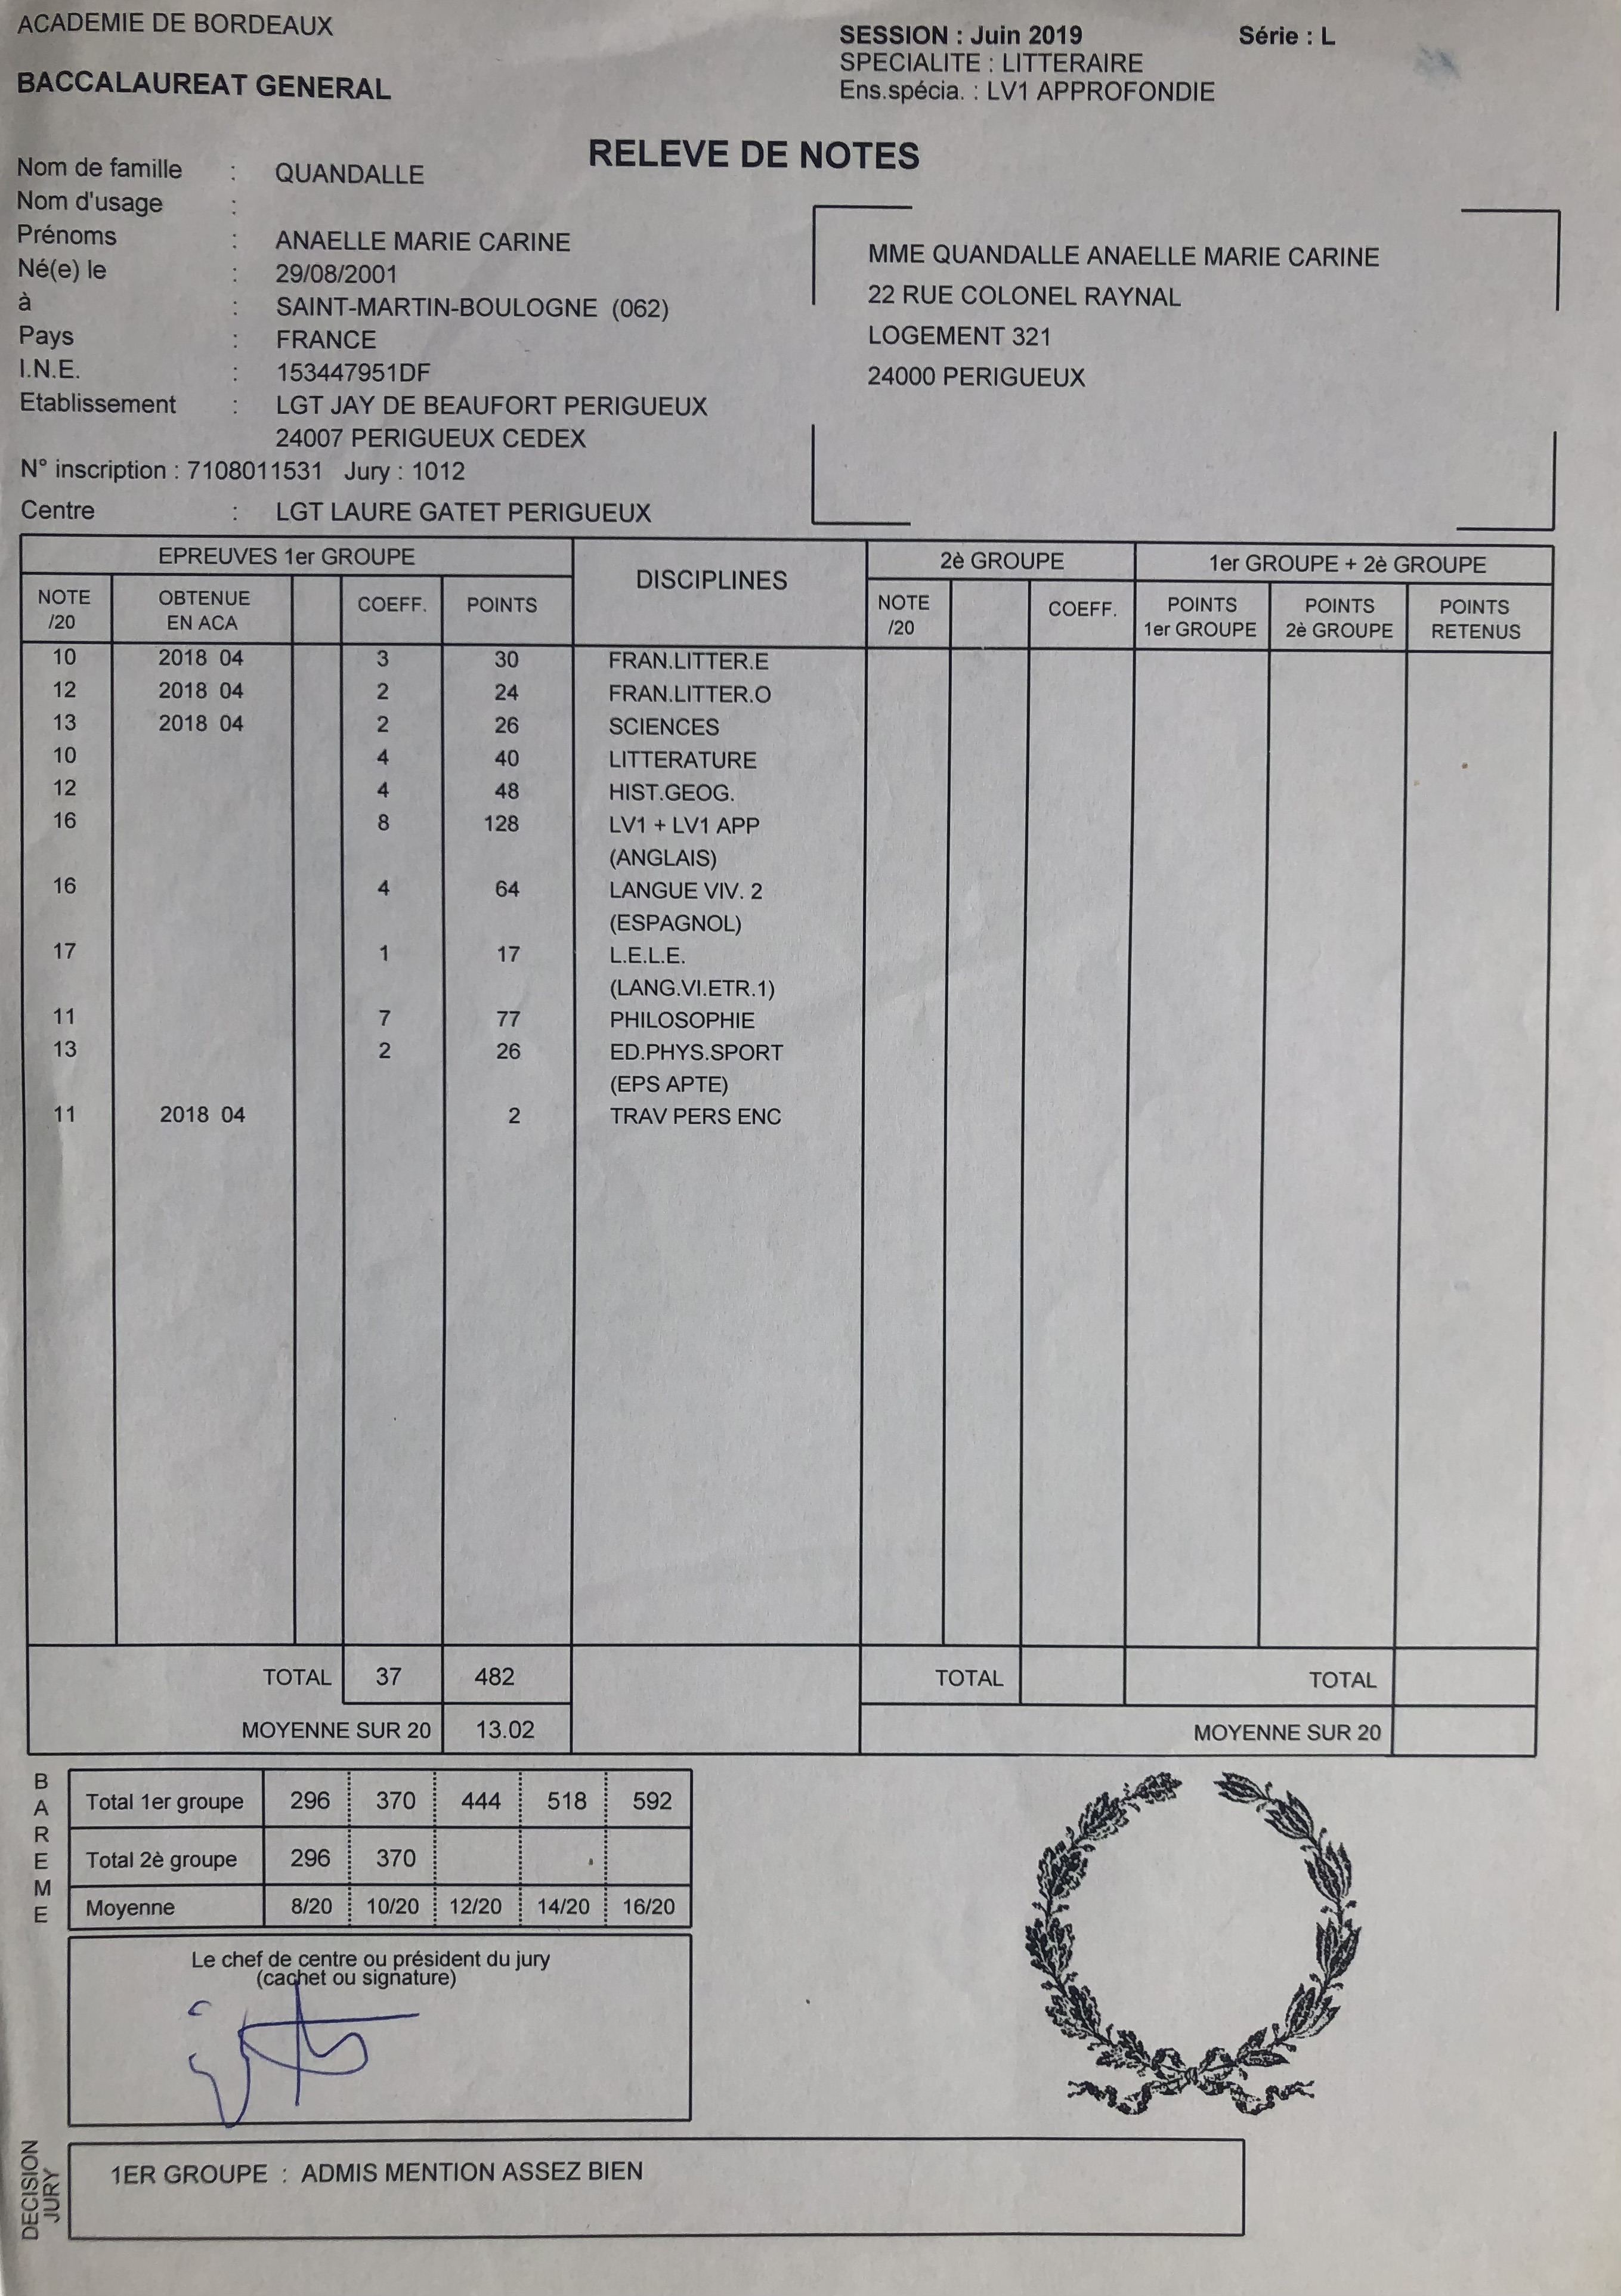 ACADEMIE DE BORDEAUX
BACCALAUREAT GENERAL
SESSION : Juin 2019 Série : L
SPECIALITE : LITTERAIRE
Ens.spécia. : LV1 APPROFONDIE
RELEVE DE NOTES
Nom de famille : QUANDALLE
Nom d'usage :
Prénoms : ANAELLE MARIE CARINE
Né(e) le : 29/08/2001
à : SAINT-MARTIN-BOULOGNE (062)
Pays : FRANCE
I.N.E. : 153447951DF
Etablissement : LGT JAY DE BEAUFORT PERIGUEUX
24007 PERIGUEUX CEDEX
N° inscription : 7108011531 Jury : 1012
Centre : LGT LAURE GATET PERIGUEUX
MME QUANDALLE ANAELLE MARIE CARINE
22 RUE COLONEL RAYNAL
LOGEMENT 321
24000 PERIGUEUX
EPREUVES 1er GROUPE DISCIPLINES 2è GROUPE 1er GROUPE + 2è GROUPE
NOTE /20 OBTENUE EN ACA COEFF. POINTS NOTE /20 COEFF. POINTS 1er GROUPE POINTS 2è GROUPE POINTS RETENUS
10 2018 04 3 30 FRAN.LITTER.E
12 2018 04 2 24 FRAN.LITTER.O
13 2018 04 2 26 SCIENCES
10 4 40 LITTERATURE
12 4 48 HIST.GEOG.
16 8 128 LV1 + LV1 APP
(ANGLAIS)
16 4 64 LANGUE VIV. 2
(ESPAGNOL)
17 1 17 L.E.L.E.
(LANG.VI.ETR.1)
11 7 77 PHILOSOPHIE
13 2 26 ED.PHYS.SPORT
(EPS APTE)
11 2018 04 2 TRAV PERS ENC
TOTAL 37 482 TOTAL TOTAL
MOYENNE SUR 20 13.02 MOYENNE SUR 20
BAREME
Total 1er groupe 296 370 444 518 592
Total 2è groupe 296 370
Moyenne 8/20 10/20 12/20 14/20 16/20
Le chef de centre ou président du jury
(cachet ou signature)
DECISION JURY
1ER GROUPE : ADMIS MENTION ASSEZ BIEN